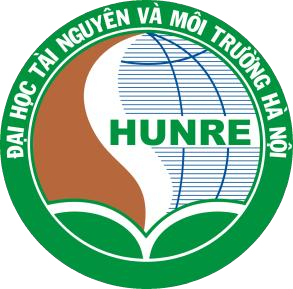 ĐẠI HỌC TÀI NGUYÊN VÀ MÔI TRƯỜNG HÀ NỘI
HUNRE